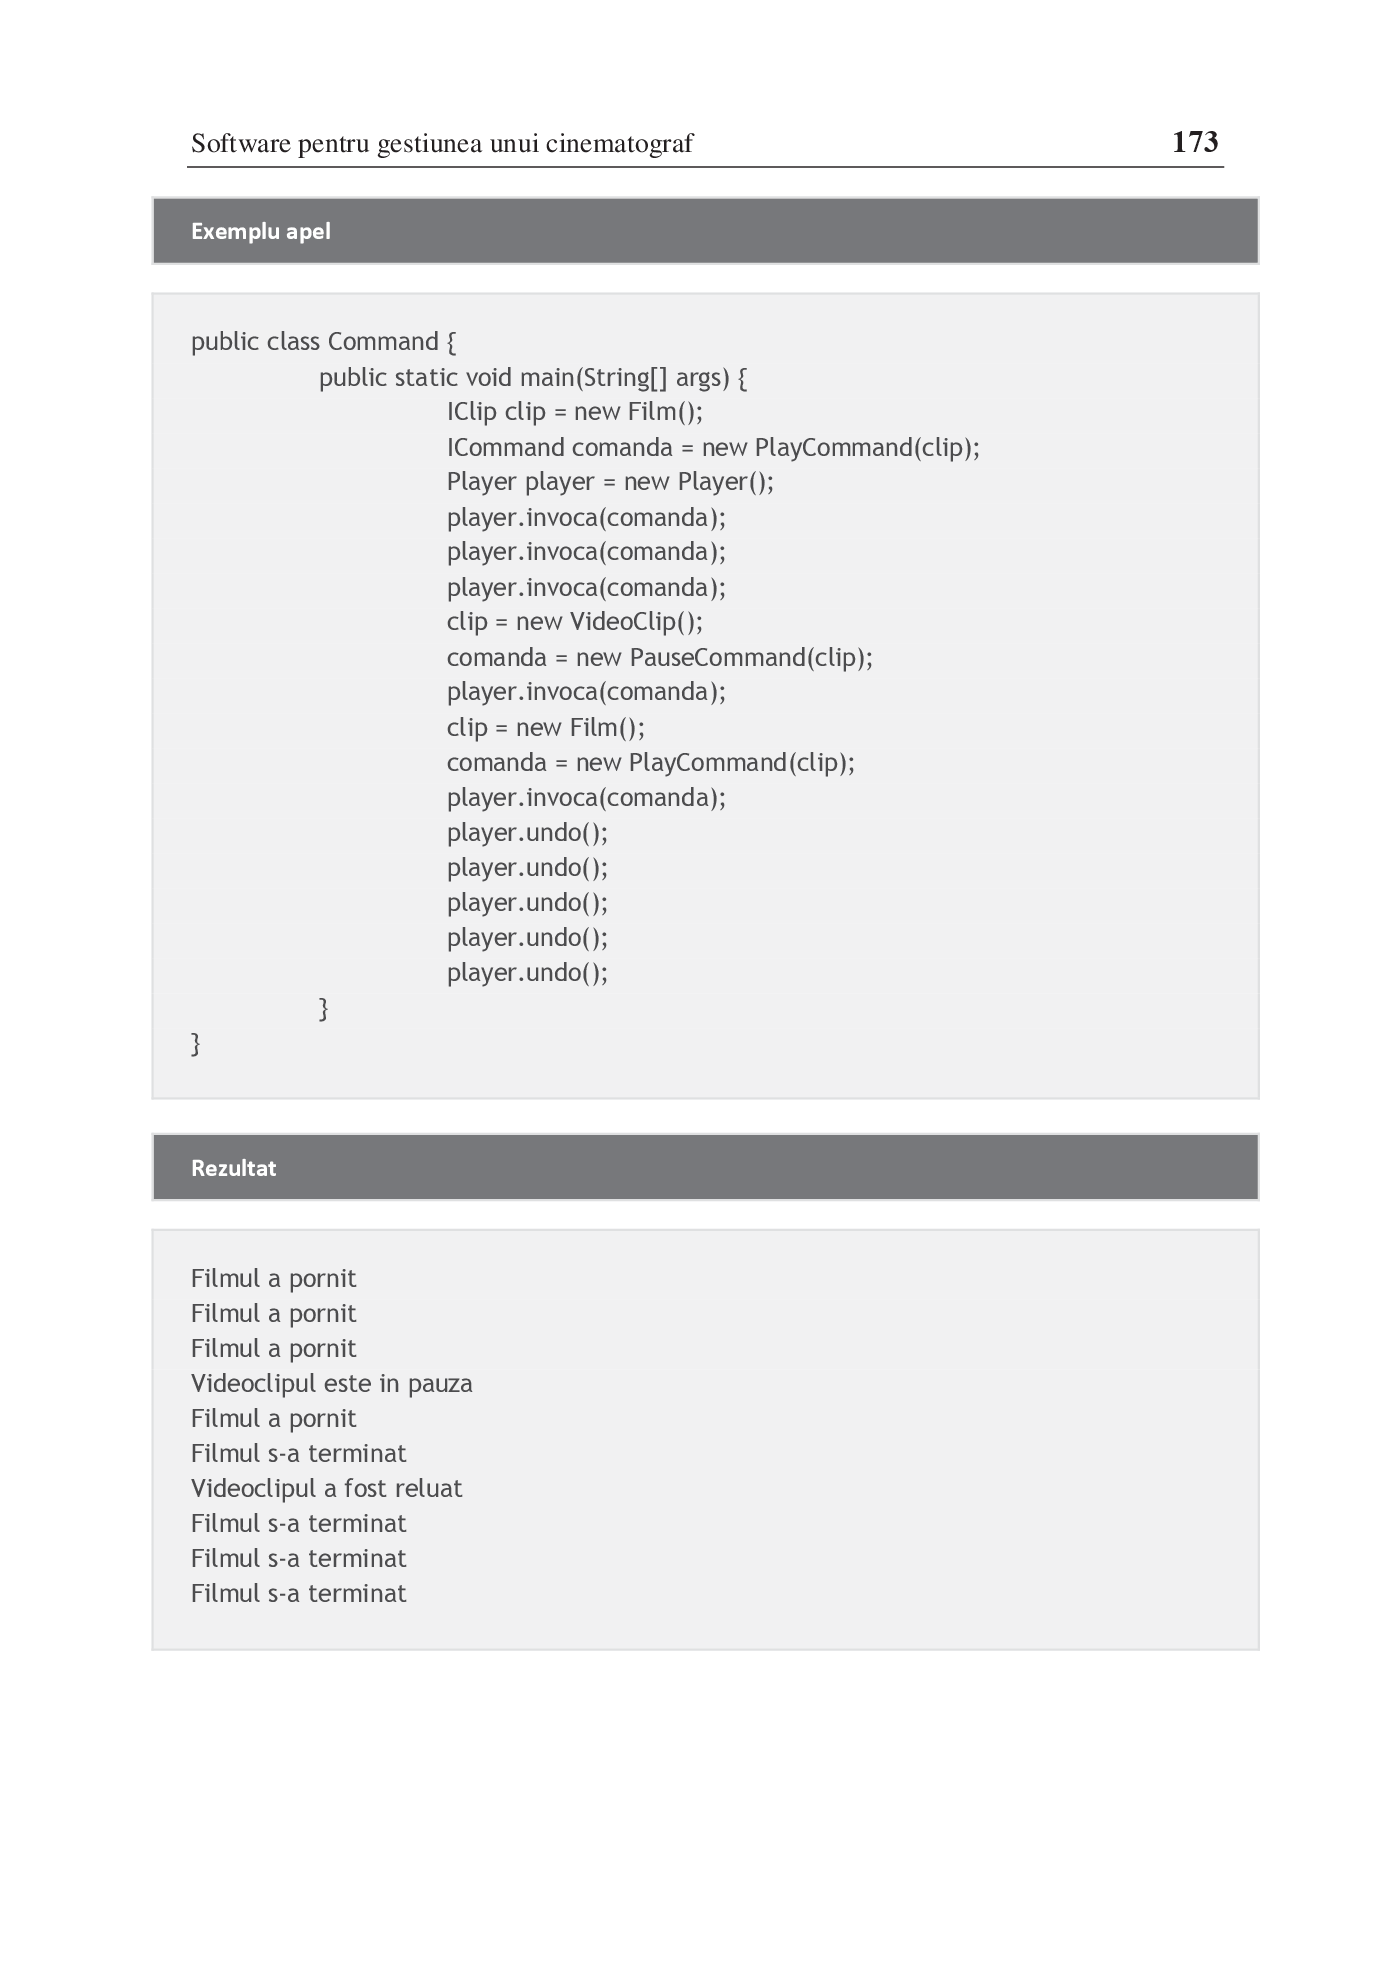 Software pentru gestiunea unui cinematograf 173
Exemplu apel
public class Command {
public static void main(String[] args) {
IClip clip = new Film();
ICommand comanda = new PlayCommand(clip);
Player player = new Player();
player.invoca(comanda);
player.invoca(comanda);
player.invoca(comanda);
clip = new VideoClip();
comanda = new PauseCommand(clip);
player.invoca(comanda);
clip = new Film();
comanda = new PlayCommand(clip);
player.invoca(comanda);
player.undo();
player.undo();
player.undo();
player.undo();
player.undo();
}
}
Rezultat
Filmul a pornit
Filmul a pornit
Filmul a pornit
Videoclipul este in pauza
Filmul a pornit
Filmul s-a terminat
Videoclipul a fost reluat
Filmul s-a terminat
Filmul s-a terminat
Filmul s-a terminat